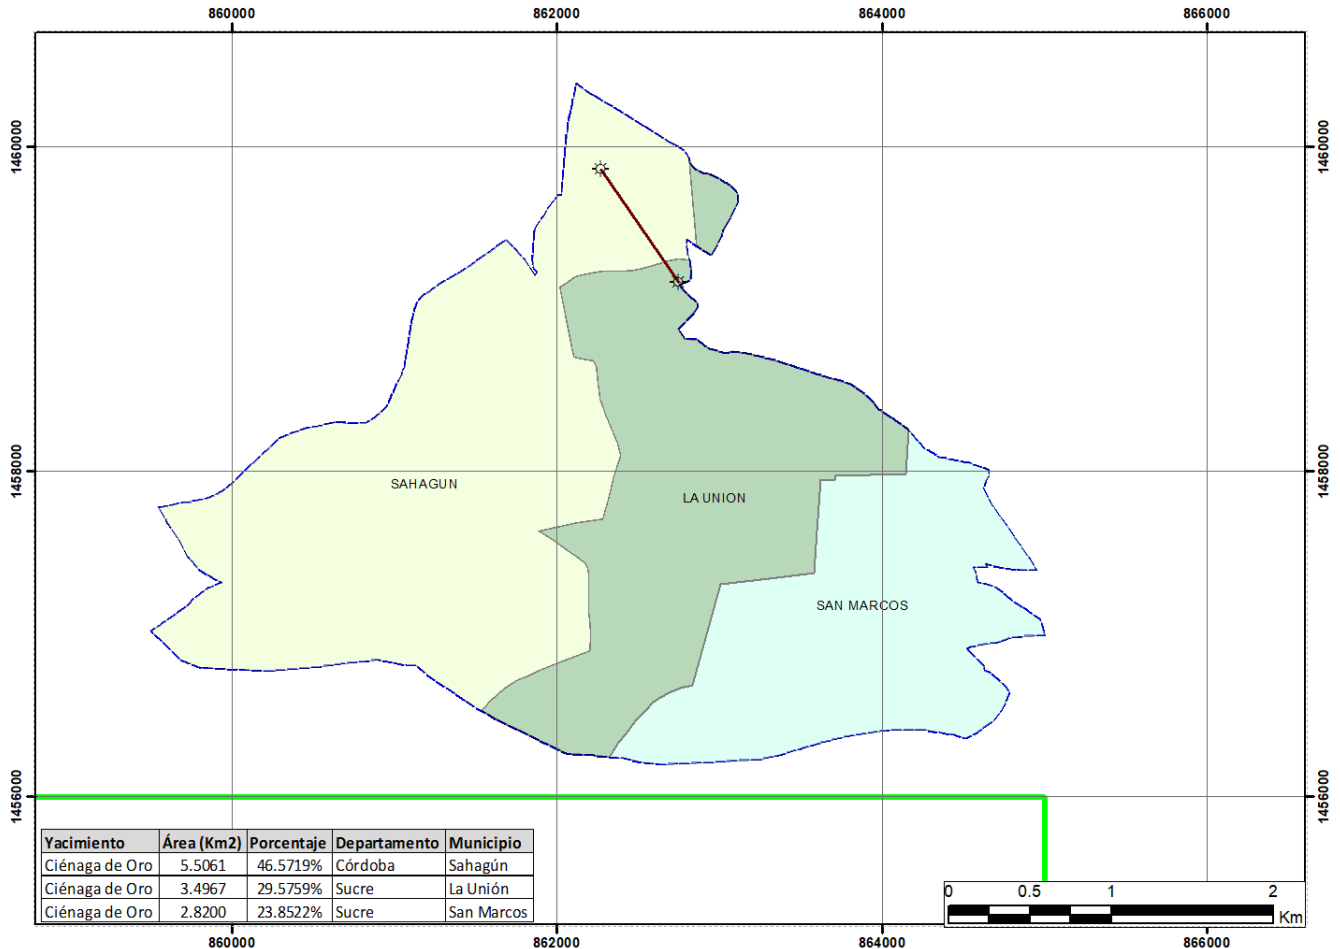 860000 862000 864000 866000
1460000 1460000
1458000 1458000
SAHAGUN
LA UNION
SAN MARCOS
1456000 1456000
Yacimiento Área (Km2) Porcentaje Departamento Municipio
Ciénaga de Oro 5.5061 46.5719% Córdoba Sahagún
Ciénaga de Oro 3.4967 29.5759% Sucre La Unión
Ciénaga de Oro 2.8200 23.8522% Sucre San Marcos
0 0.5 1 2
Km
860000 862000 864000 866000